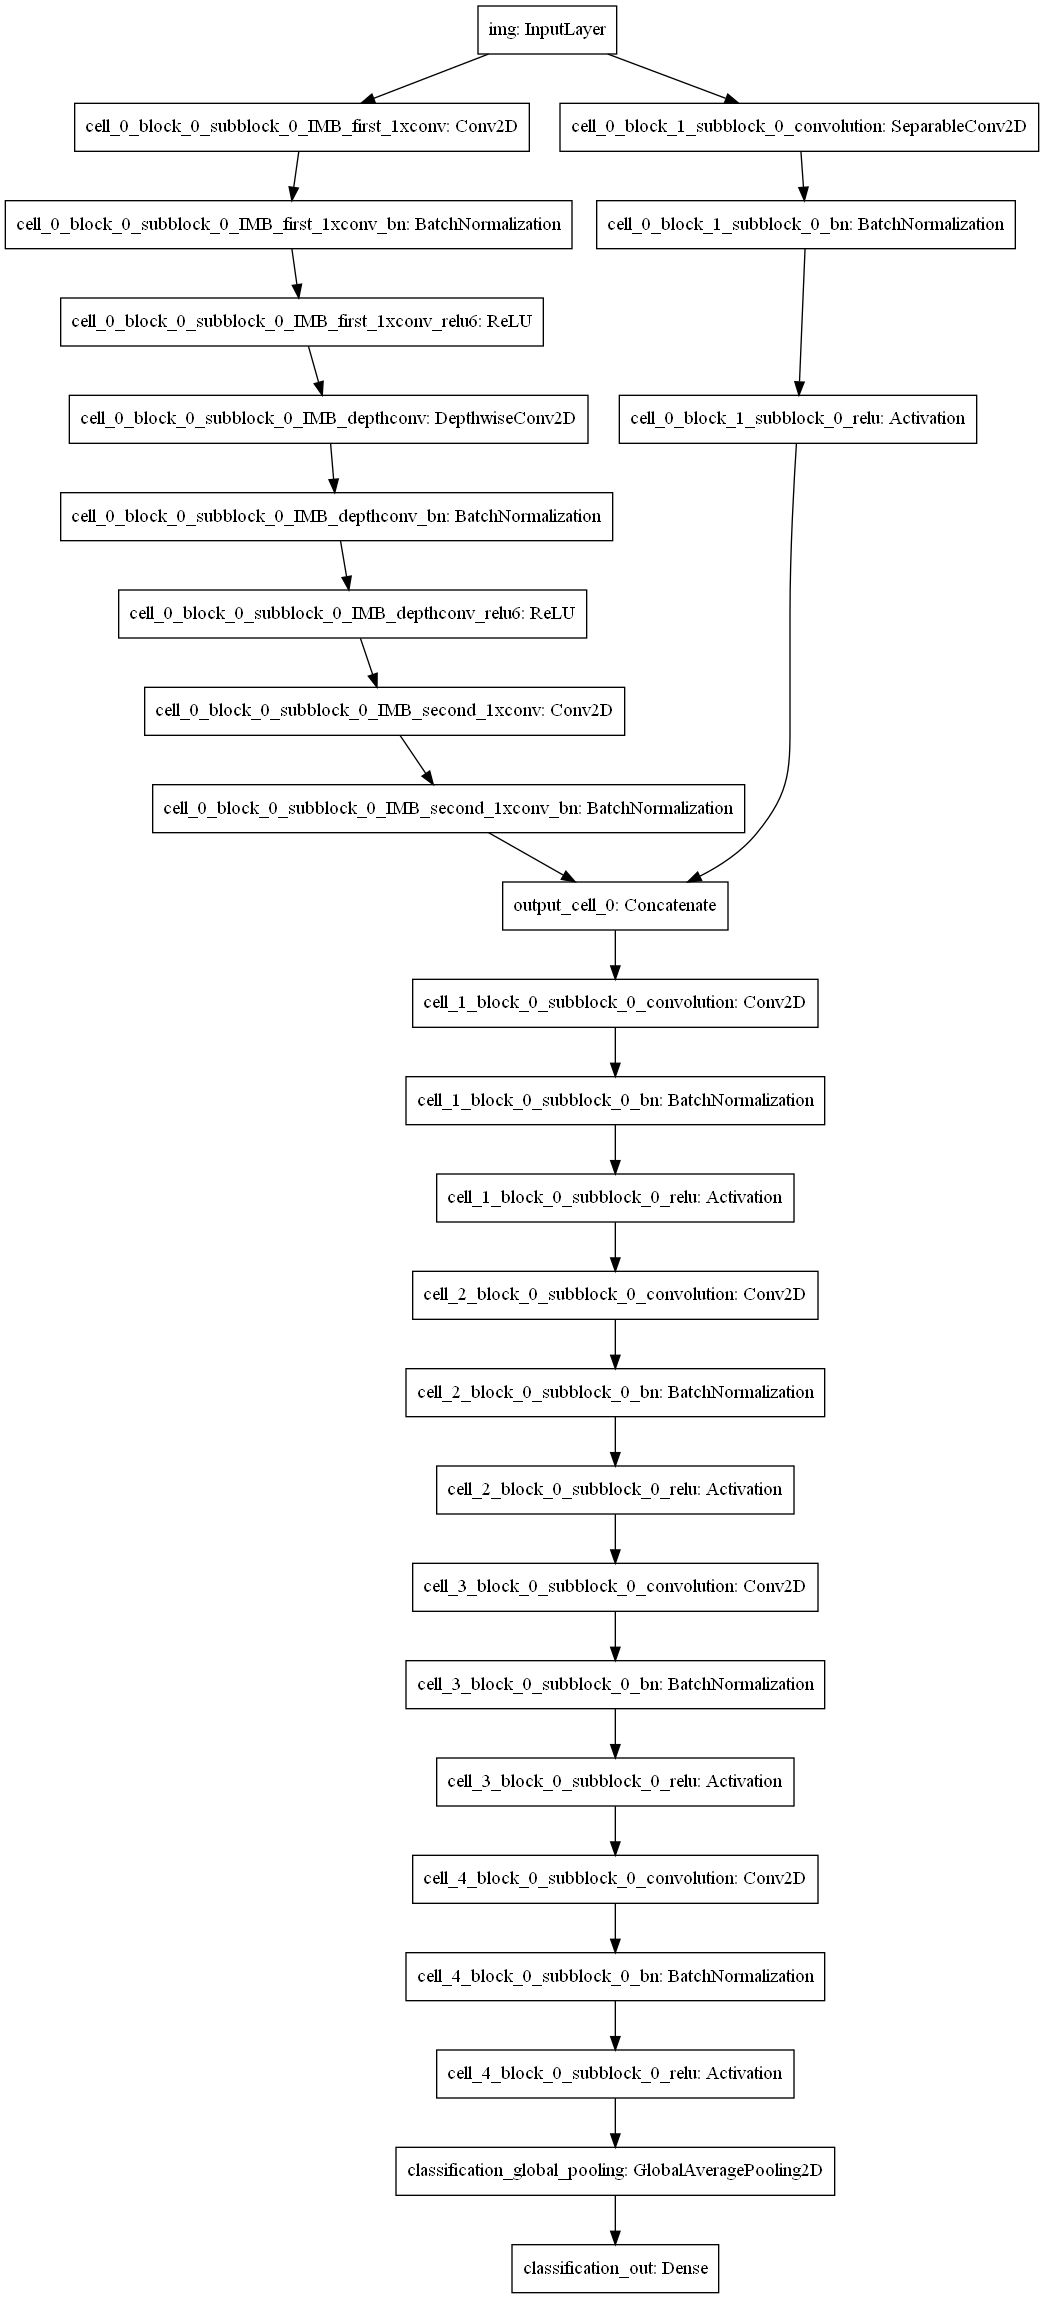 img: InputLayer
cell_0_block_0_subblock_0_IMB_first_1xconv: Conv2D
cell_0_block_1_subblock_0_convolution: SeparableConv2D
cell_0_block_0_subblock_0_IMB_first_1xconv_bn: BatchNormalization
cell_0_block_1_subblock_0_bn: BatchNormalization
cell_0_block_0_subblock_0_IMB_first_1xconv_relu6: ReLU
cell_0_block_0_subblock_0_IMB_depthconv: DepthwiseConv2D
cell_0_block_1_subblock_0_relu: Activation
cell_0_block_0_subblock_0_IMB_depthconv_bn: BatchNormalization
cell_0_block_0_subblock_0_IMB_depthconv_relu6: ReLU
cell_0_block_0_subblock_0_IMB_second_1xconv: Conv2D
cell_0_block_0_subblock_0_IMB_second_1xconv_bn: BatchNormalization
output_cell_0: Concatenate
cell_1_block_0_subblock_0_convolution: Conv2D
cell_1_block_0_subblock_0_bn: BatchNormalization
cell_1_block_0_subblock_0_relu: Activation
cell_2_block_0_subblock_0_convolution: Conv2D
cell_2_block_0_subblock_0_bn: BatchNormalization
cell_2_block_0_subblock_0_relu: Activation
cell_3_block_0_subblock_0_convolution: Conv2D
cell_3_block_0_subblock_0_bn: BatchNormalization
cell_3_block_0_subblock_0_relu: Activation
cell_4_block_0_subblock_0_convolution: Conv2D
cell_4_block_0_subblock_0_bn: BatchNormalization
cell_4_block_0_subblock_0_relu: Activation
classification_global_pooling: GlobalAveragePooling2D
classification_out: Dense